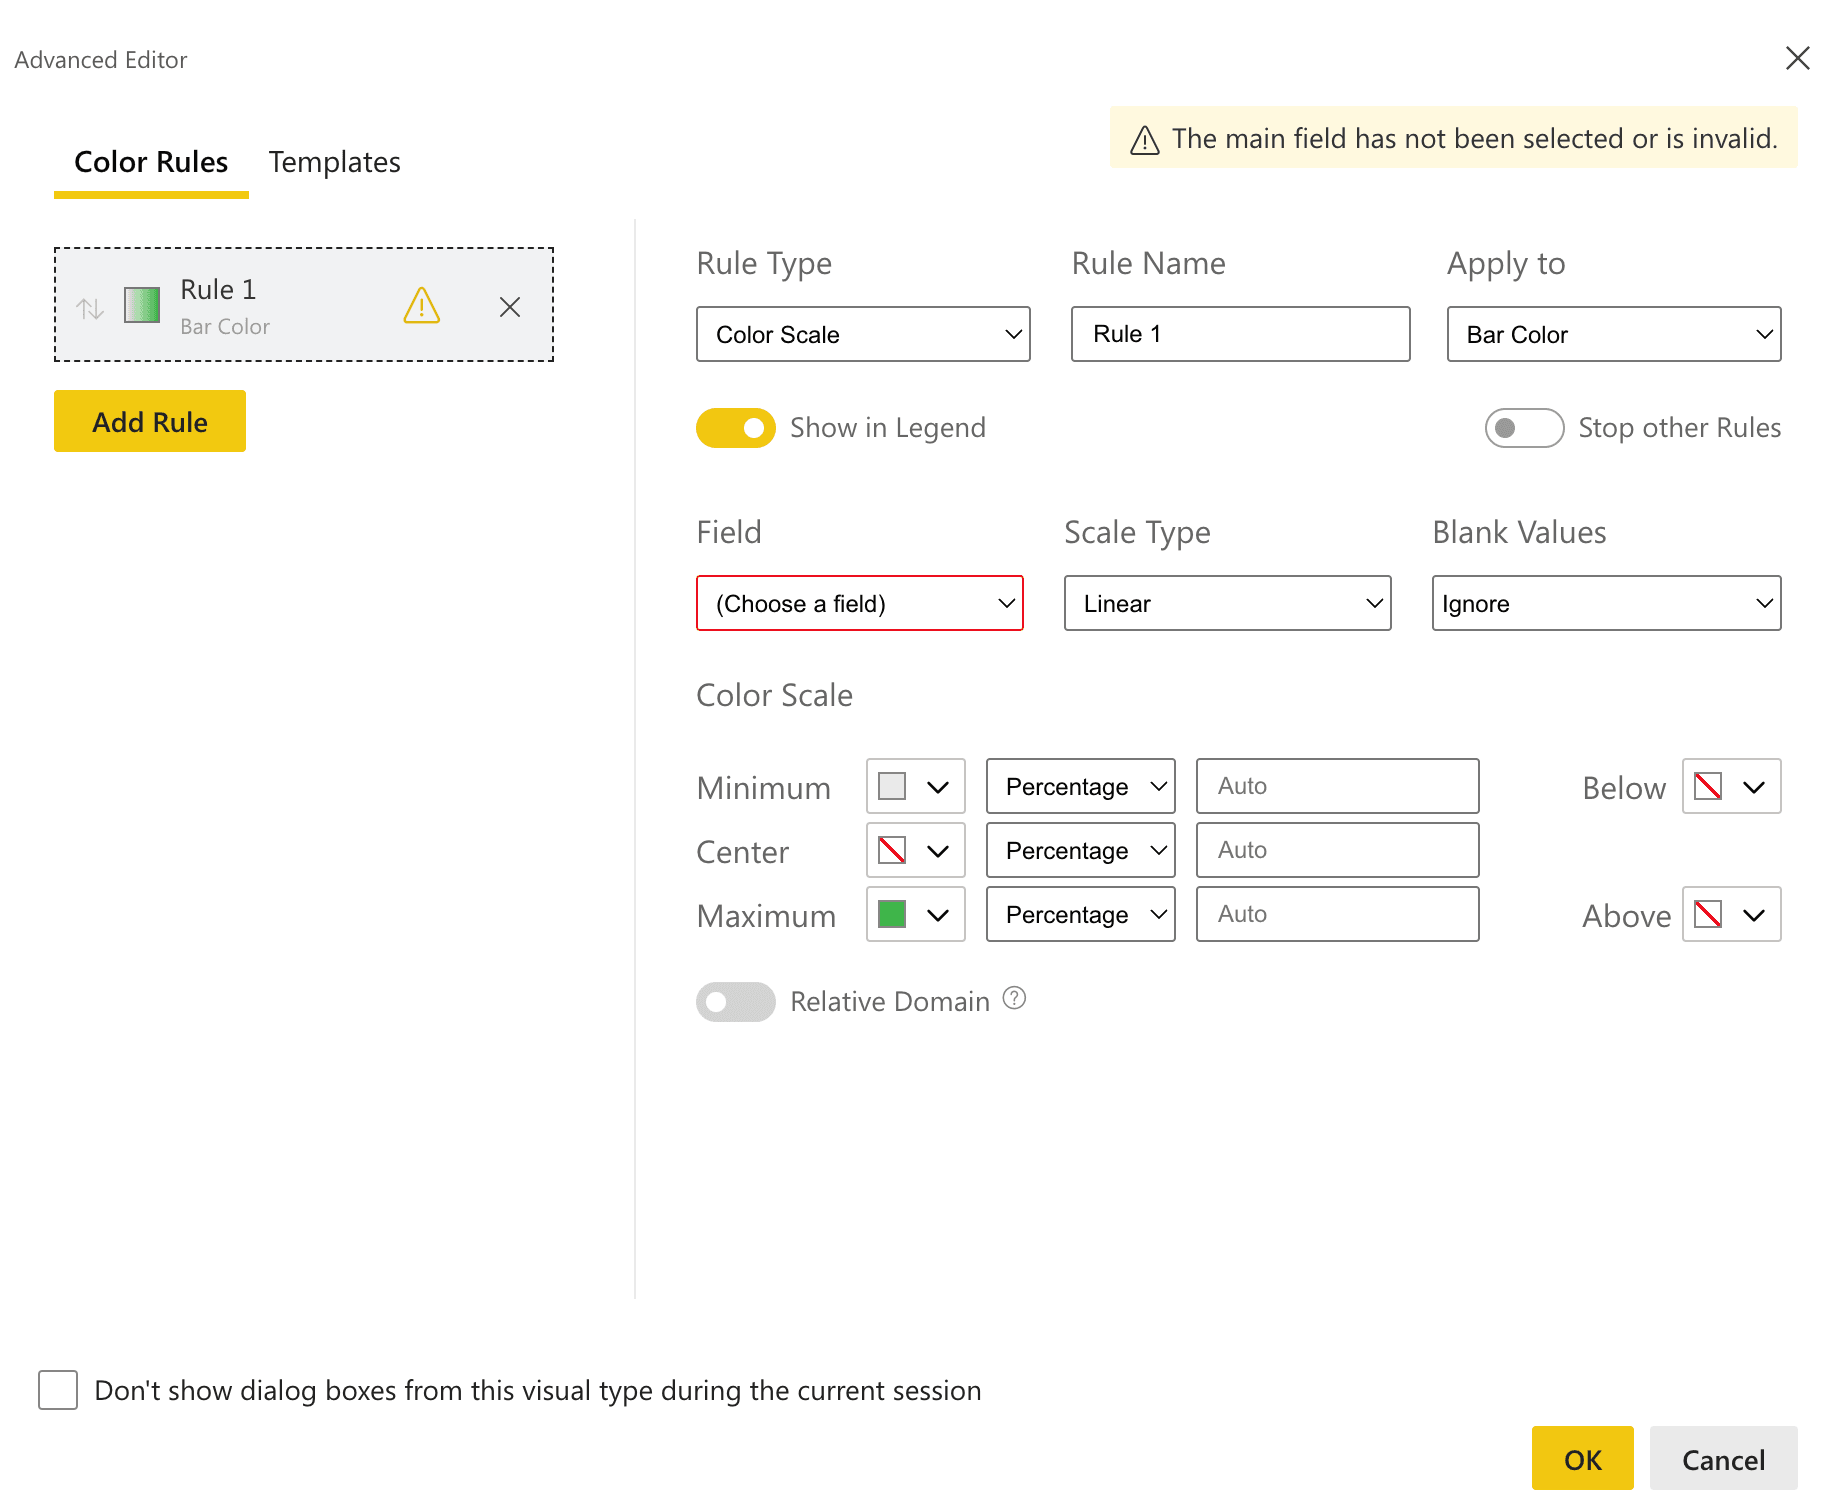 Advanced Editor
The main field has not been selected or is invalid.
Color Rules Templates
Rule 1
Bar Color
Add Rule
Rule Type Rule Name Apply to
Color Scale Rule 1 Bar Color
Show in Legend Stop other Rules
Field Scale Type Blank Values
(Choose a field) Linear Ignore
Color Scale
Minimum Percentage Auto Below
Center Percentage Auto
Maximum Percentage Auto Above
Relative Domain ?
Don't show dialog boxes from this visual type during the current session
OK Cancel